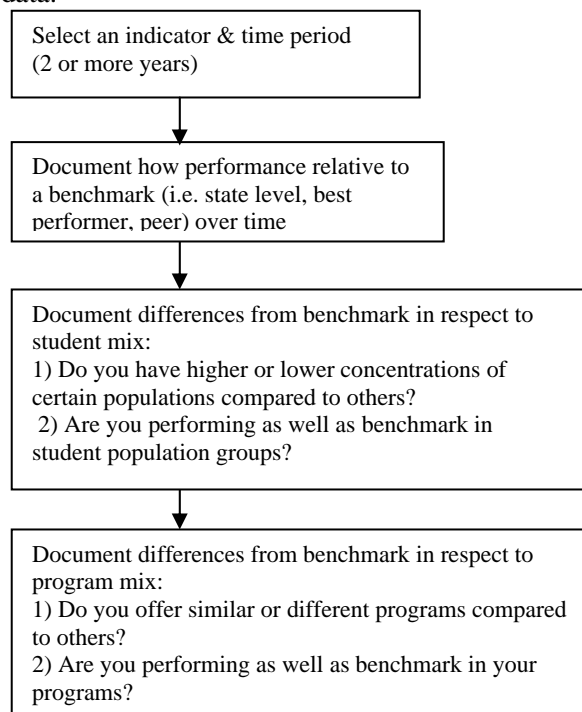 data.
Select an indicator & time period
(2 or more years)
Document how performance relative to
a benchmark (i.e. state level, best
performer, peer) over time
Document differences from benchmark in respect to
student mix:
1) Do you have higher or lower concentrations of
certain populations compared to others?
2) Are you performing as well as benchmark in
student population groups?
Document differences from benchmark in respect to
program mix:
1) Do you offer similar or different programs compared
to others?
2) Are you performing as well as benchmark in your
programs?